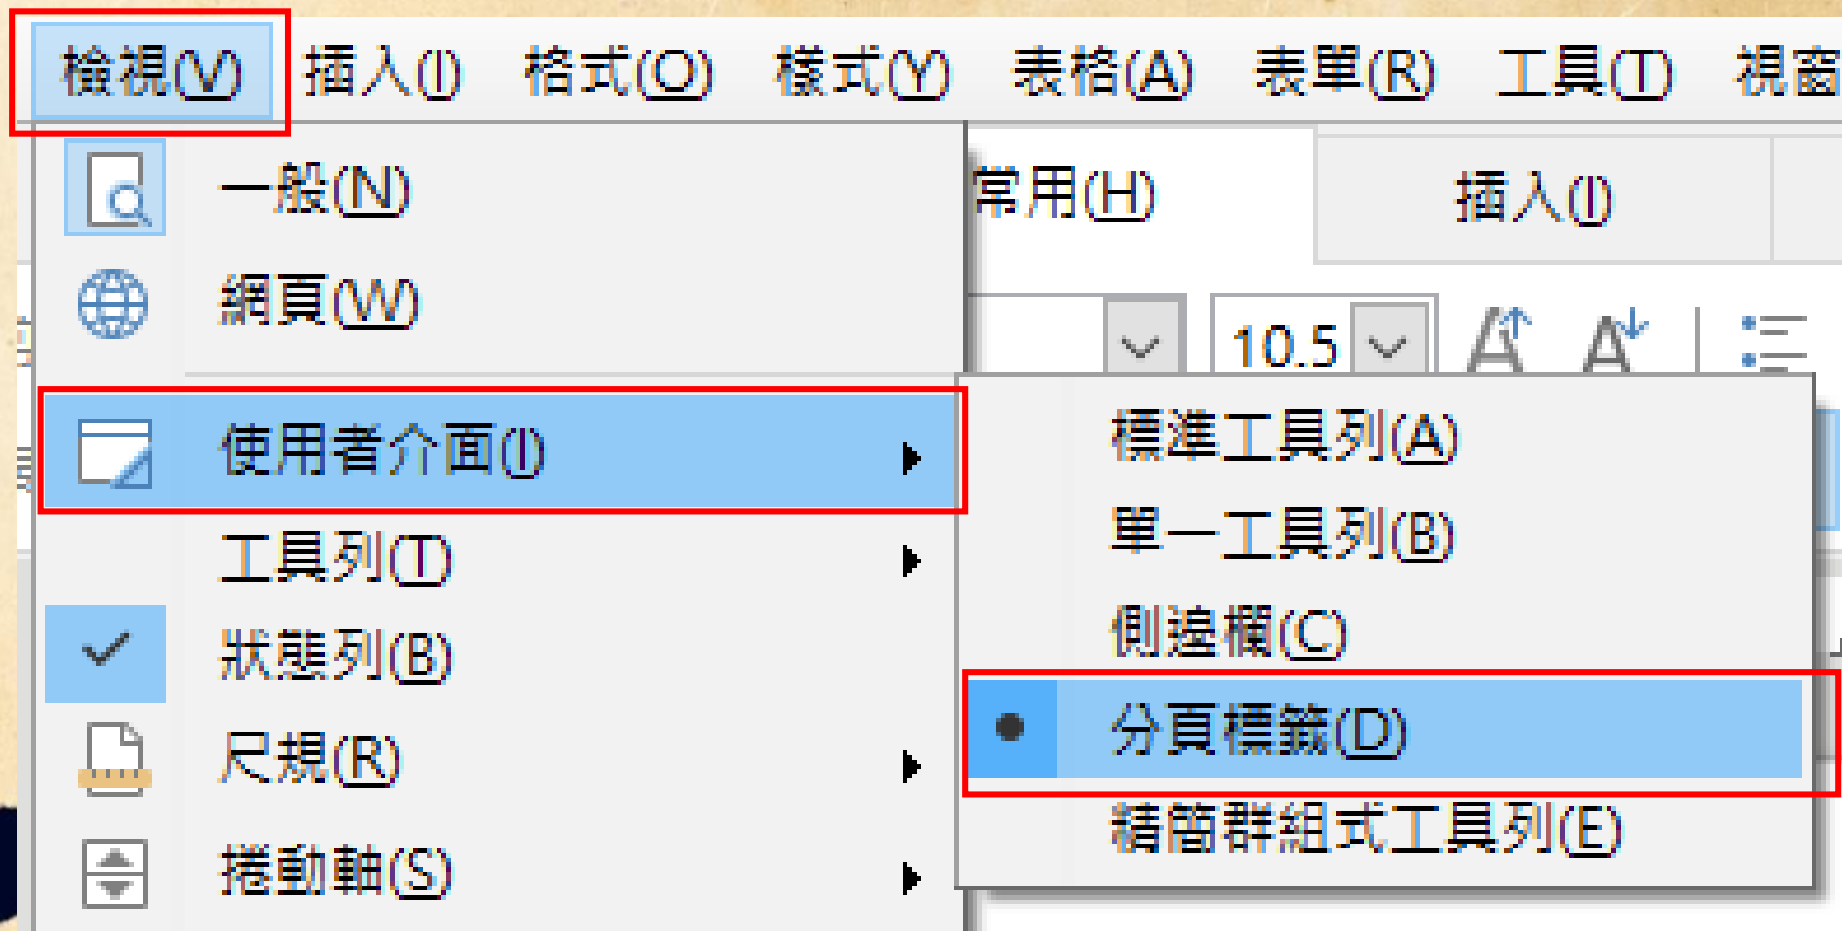 檢視(V) 插入(I) 格式(O) 樣式(Y) 表格(A) 表單(R) 工具(T) 視窗
一般(N)
常用(H) 插入(I)
網頁(W)
10.5
使用者介面(I)
標準工具列(A)
單一工具列(B)
工具列(T)
側邊欄(C)
狀態列(B)
分頁標籤(D)
尺規(R)
精簡群組式工具列(E)
捲動軸(S)